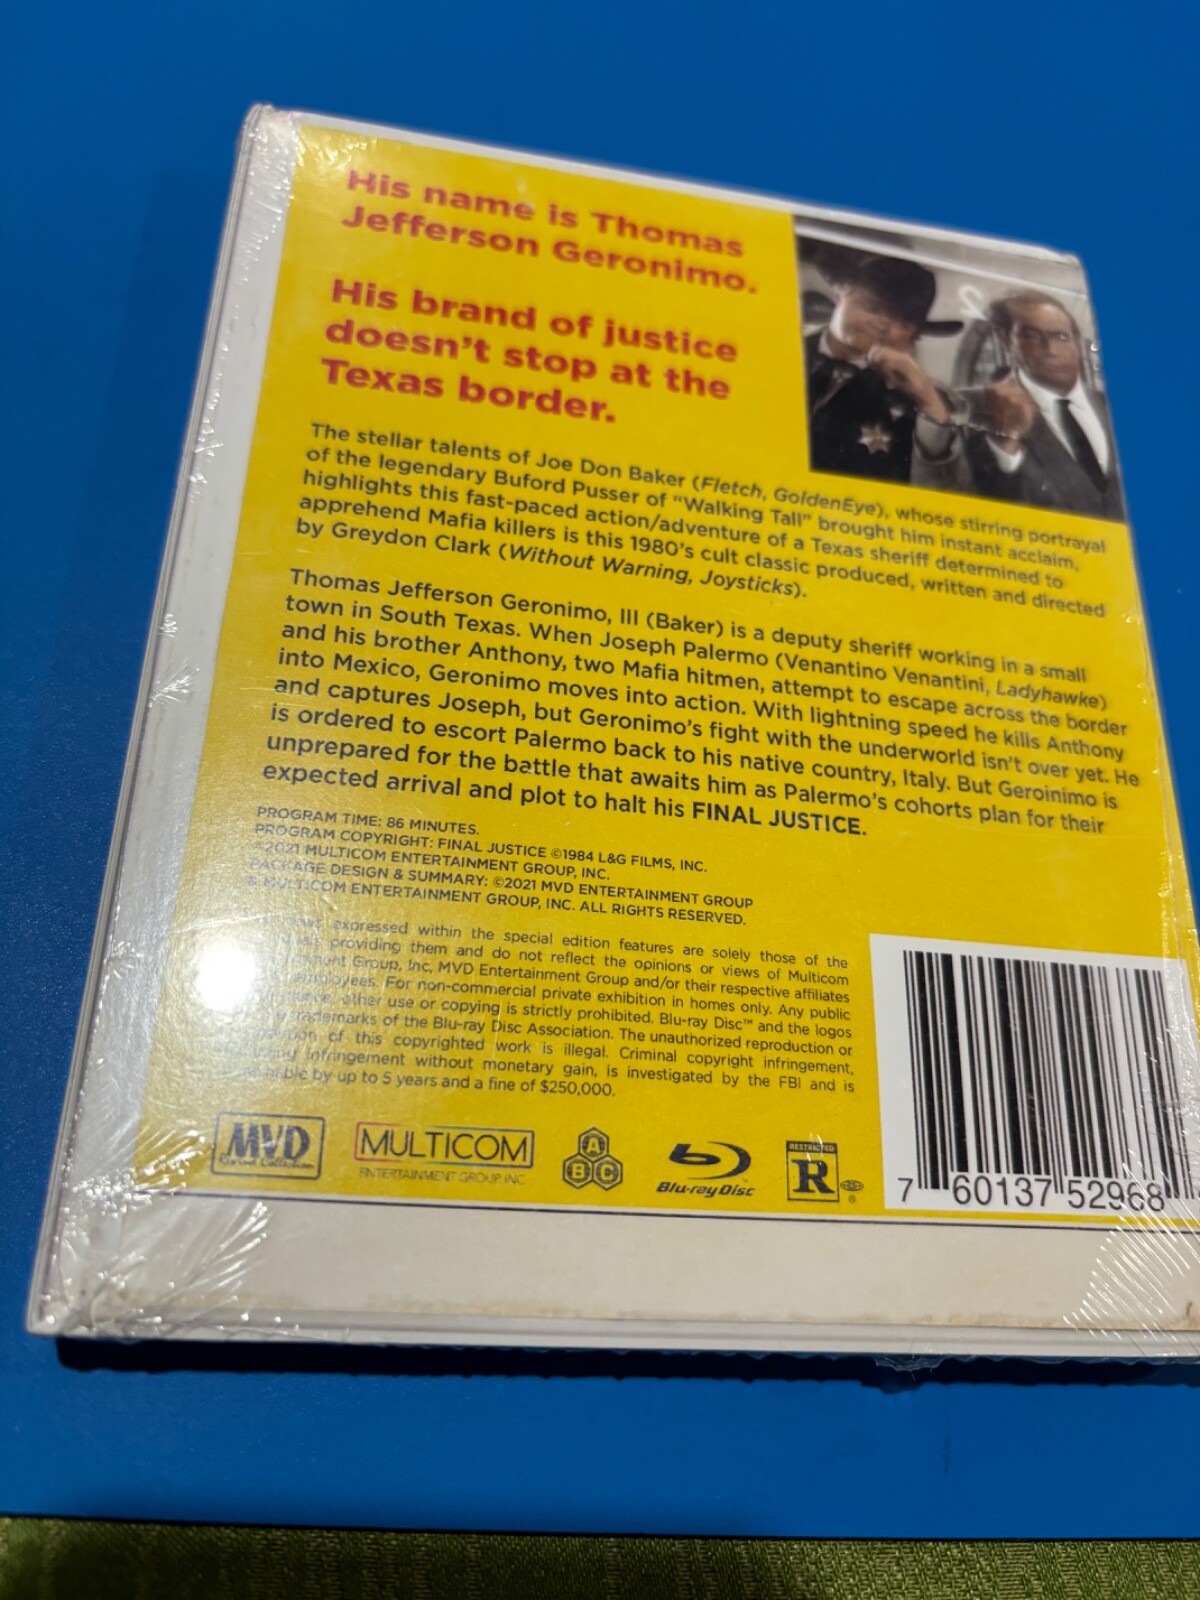 His name is Thomas
Jefferson Geronimo.
His brand of justice
doesn't stop at the
Texas border.
The stellar talents of Joe Don Baker (Fletch, GoldenEye), whose stirring portrayal
of the legendary Buford Pusser of "Walking Tall" brought him instant acclaim,
highlights this fast-paced action/adventure of a Texas sheriff determined to
apprehend Mafia killers is this 1980's cult classic produced, written and directed
by Greydon Clark (Without Warning, Joysticks).
Thomas Jefferson Geronimo, III (Baker) is a deputy sheriff working in a small
town in South Texas. When Joseph Palermo (Venantino Venantini, Ladyhawke)
and his brother Anthony, two Mafia hitmen, attempt to escape across the border
into Mexico, Geronimo moves into action. With lightning speed he kills Anthony
and captures Joseph, but Geronimo's fight with the underworld isn't over yet. He
is ordered to escort Palermo back to his native country, Italy. But Geroinimo is
unprepared for the battle that awaits him as Palermo's cohorts plan for their
expected arrival and plot to halt his FINAL JUSTICE.
PROGRAM TIME: 86 MINUTES.
PROGRAM COPYRIGHT: FINAL JUSTICE ©1984 L&G FILMS, INC.
©2021 MULTICOM ENTERTAINMENT GROUP, INC.
PACKAGE DESIGN & SUMMARY: ©2021 MVD ENTERTAINMENT GROUP
& MULTICOM ENTERTAINMENT GROUP, INC. ALL RIGHTS RESERVED.
expressed within the special edition features are solely those of the
providing them and do not reflect the opinions or views of Multicom
Group, Inc, MVD Entertainment Group and/or their respective affiliates
employees. For non-commercial private exhibition in homes only. Any public
other use or copying is strictly prohibited. Blu-ray Disc™ and the logos
trademarks of the Blu-ray Disc Association. The unauthorized reproduction or
of this copyrighted work is illegal. Criminal copyright infringement,
infringement without monetary gain, is investigated by the FBI and is
by up to 5 years and a fine of $250,000.
MVD
Rewind Collection
MULTICOM
ENTERTAINMENT GROUP, INC
A
B C
Blu-ray Disc
RESTRICTED
R
®
7 60137 52968